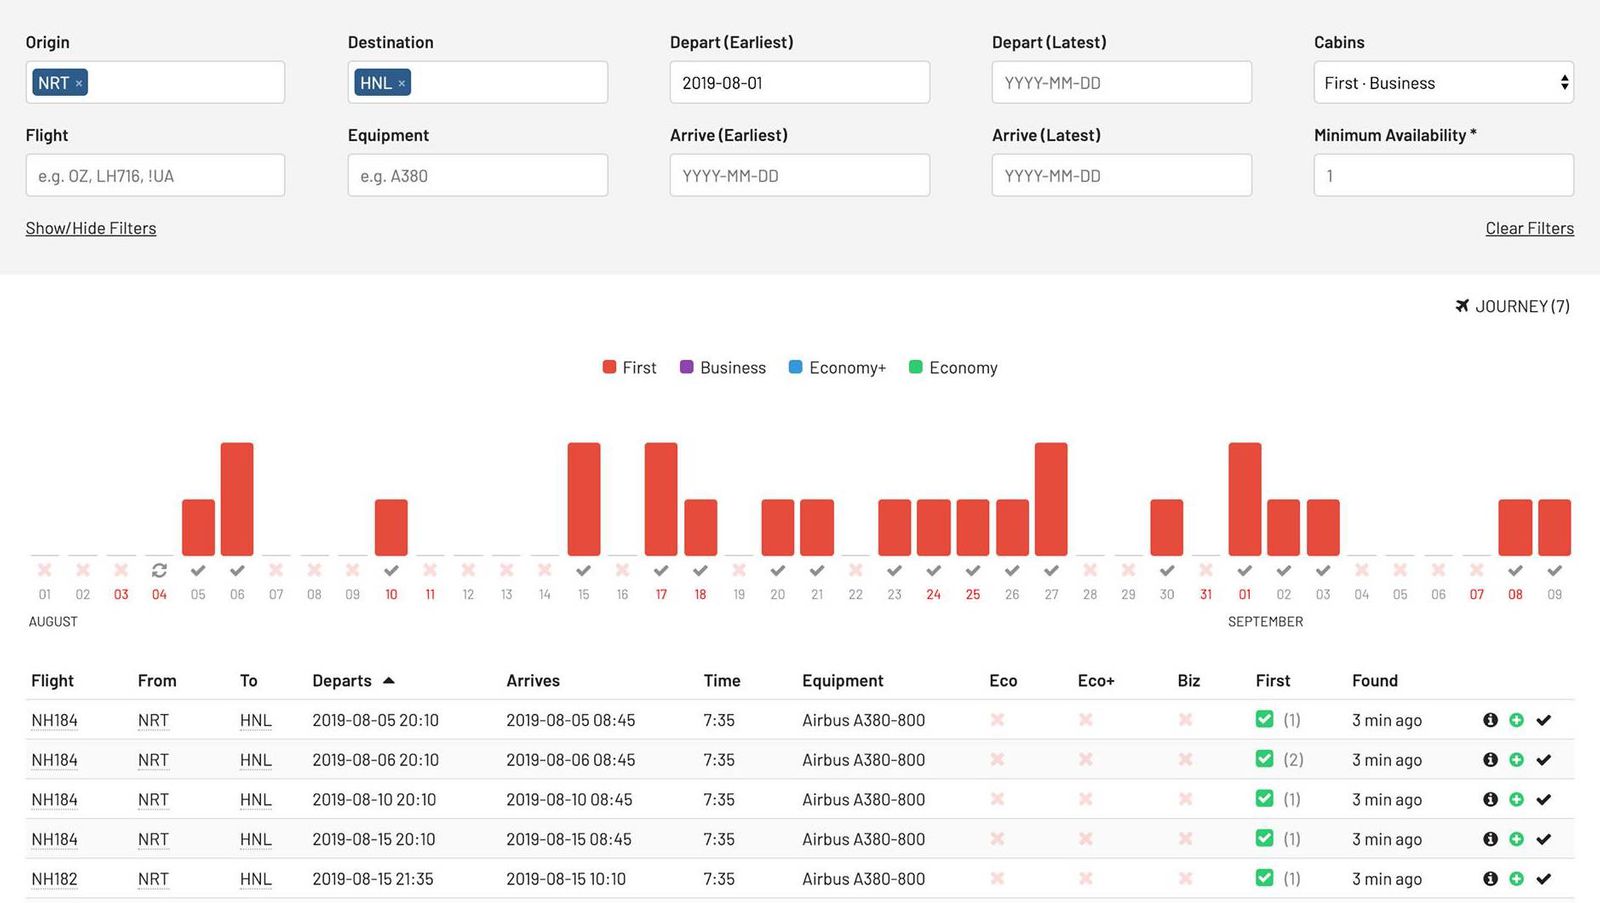 Origin Destination Depart (Earliest) Depart (Latest) Cabins
NRT × HNL × 2019-08-01 YYYY-MM-DD First · Business
Flight Equipment Arrive (Earliest) Arrive (Latest) Minimum Availability *
e.g. OZ, LH716, !UA e.g. A380 YYYY-MM-DD YYYY-MM-DD 1
Show/Hide Filters Clear Filters
JOURNEY (7)
First Business Economy+ Economy
01 02 03 04 05 06 07 08 09 10 11 12 13 14 15 16 17 18 19 20 21 22 23 24 25 26 27 28 29 30 31 01 02 03 04 05 06 07 08 09
AUGUST SEPTEMBER
Flight From To Departs Arrives Time Equipment Eco Eco+ Biz First Found
NH184 NRT HNL 2019-08-05 20:10 2019-08-05 08:45 7:35 Airbus A380-800 (1) 3 min ago
NH184 NRT HNL 2019-08-06 20:10 2019-08-06 08:45 7:35 Airbus A380-800 (2) 3 min ago
NH184 NRT HNL 2019-08-10 20:10 2019-08-10 08:45 7:35 Airbus A380-800 (1) 3 min ago
NH184 NRT HNL 2019-08-15 20:10 2019-08-15 08:45 7:35 Airbus A380-800 (1) 3 min ago
NH182 NRT HNL 2019-08-15 21:35 2019-08-15 10:10 7:35 Airbus A380-800 (1) 3 min ago